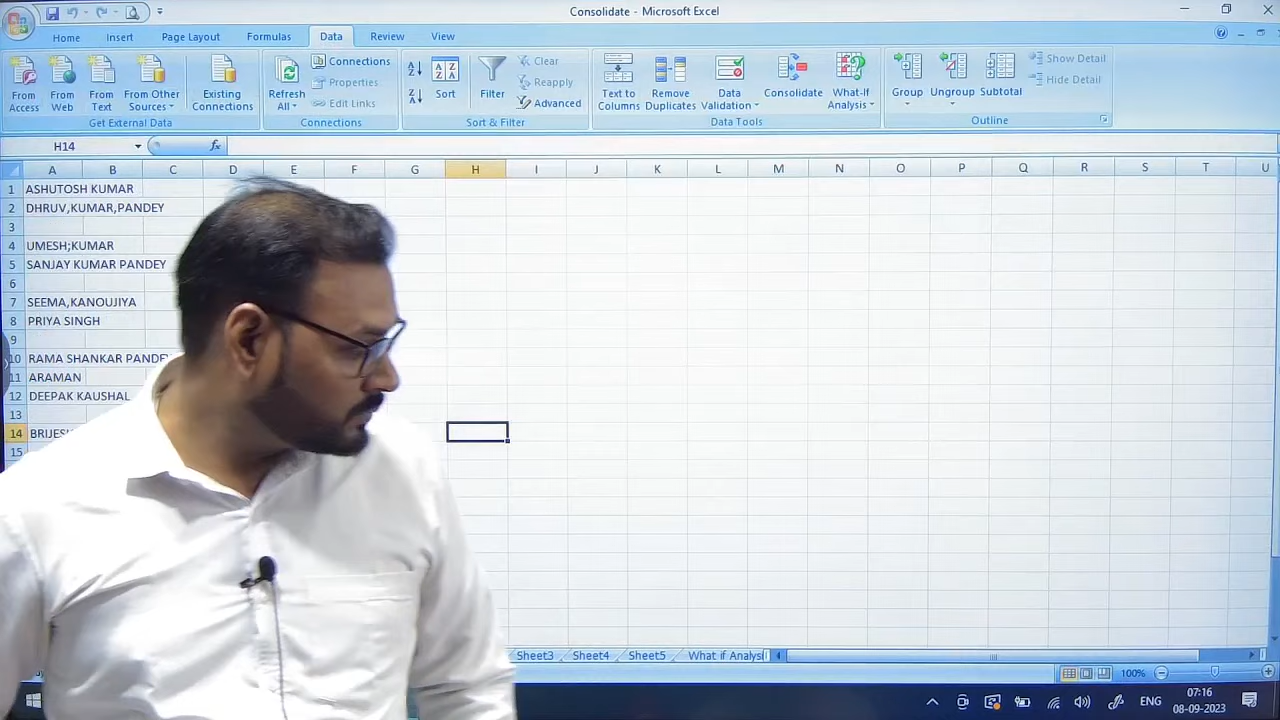 Consolidate - Microsoft Excel
Home Insert Page Layout Formulas Data Review View
From Access
From Web
From Text
From Other Sources
Existing Connections
Get External Data
Refresh All
Connections
Properties
Edit Links
Connections
Sort
Filter
Clear
Reapply
Advanced
Sort & Filter
Text to Columns
Remove Duplicates
Data Validation
Consolidate
What-If Analysis
Data Tools
Group
Ungroup
Subtotal
Show Detail
Hide Detail
Outline
H14 fx
A B C D E F G H I J K L M N O P Q R S T U
1 ASHUTOSH KUMAR
2 DHRUV,KUMAR,PANDEY
3
4 UMESH;KUMAR
5 SANJAY KUMAR PANDEY
6
7 SEEMA,KANOUJIYA
8 PRIYA SINGH
9
10 RAMA SHANKAR PANDEY
11 ARAMAN
12 DEEPAK KAUSHAL
13
14
15
Sheet3 Sheet4 Sheet5 What if Analysi
100%
ENG
07:16
08-09-2023